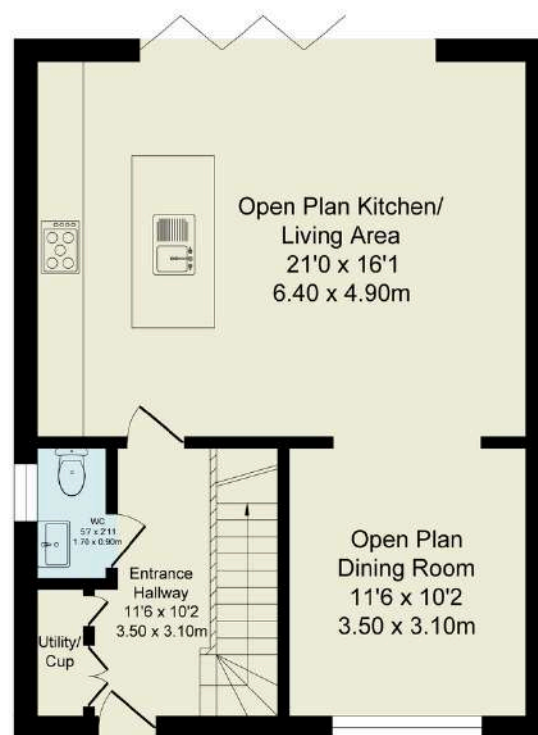 Open Plan Kitchen/
Living Area
21'0 x 16'1
6.40 x 4.90m
WC
5'7 x 2'11
1.70 x 0.90m
Entrance
Hallway
11'6 x 10'2
3.50 x 3.10m
Utility/
Cup
Open Plan
Dining Room
11'6 x 10'2
3.50 x 3.10m